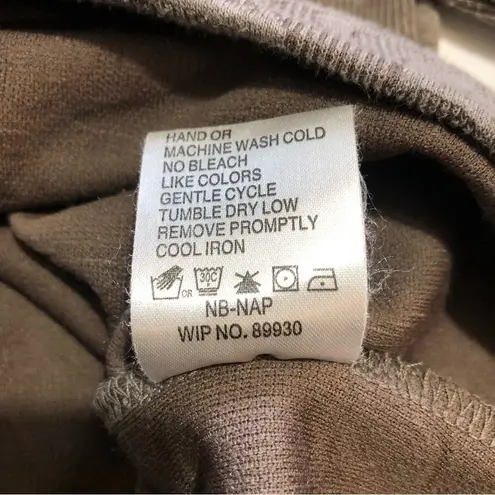 HAND OR
MACHINE WASH COLD
NO BLEACH
LIKE COLORS
GENTLE CYCLE
TUMBLE DRY LOW
REMOVE PROMPTLY
COOL IRON
OR 30C
NB-NAP
WIP NO. 89930